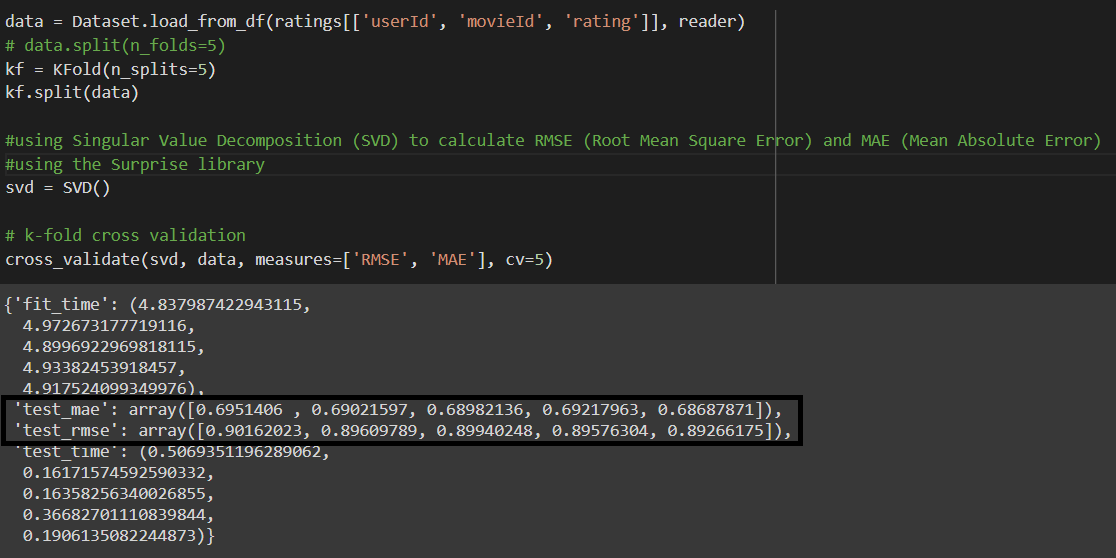 data = Dataset.load_from_df(ratings[['userId', 'movieId', 'rating']], reader)
# data.split(n_folds=5)
kf = KFold(n_splits=5)
kf.split(data)
#using Singular Value Decomposition (SVD) to calculate RMSE (Root Mean Square Error) and MAE (Mean Absolute Error)
#using the Surprise library
svd = SVD()
# k-fold cross validation
cross_validate(svd, data, measures=['RMSE', 'MAE'], cv=5)
{'fit_time': (4.837987422943115,
4.972673177719116,
4.8996922969818115,
4.93382453918457,
4.917524099349976),
'test_mae': array([0.6951406 , 0.69021597, 0.68982136, 0.69217963, 0.68687871]),
'test_rmse': array([0.90162023, 0.89609789, 0.89940248, 0.89576304, 0.89266175]),
'test_time': (0.5069351196289062,
0.16171574592590332,
0.16358256340026855,
0.36682701110839844,
0.1906135082244873)}